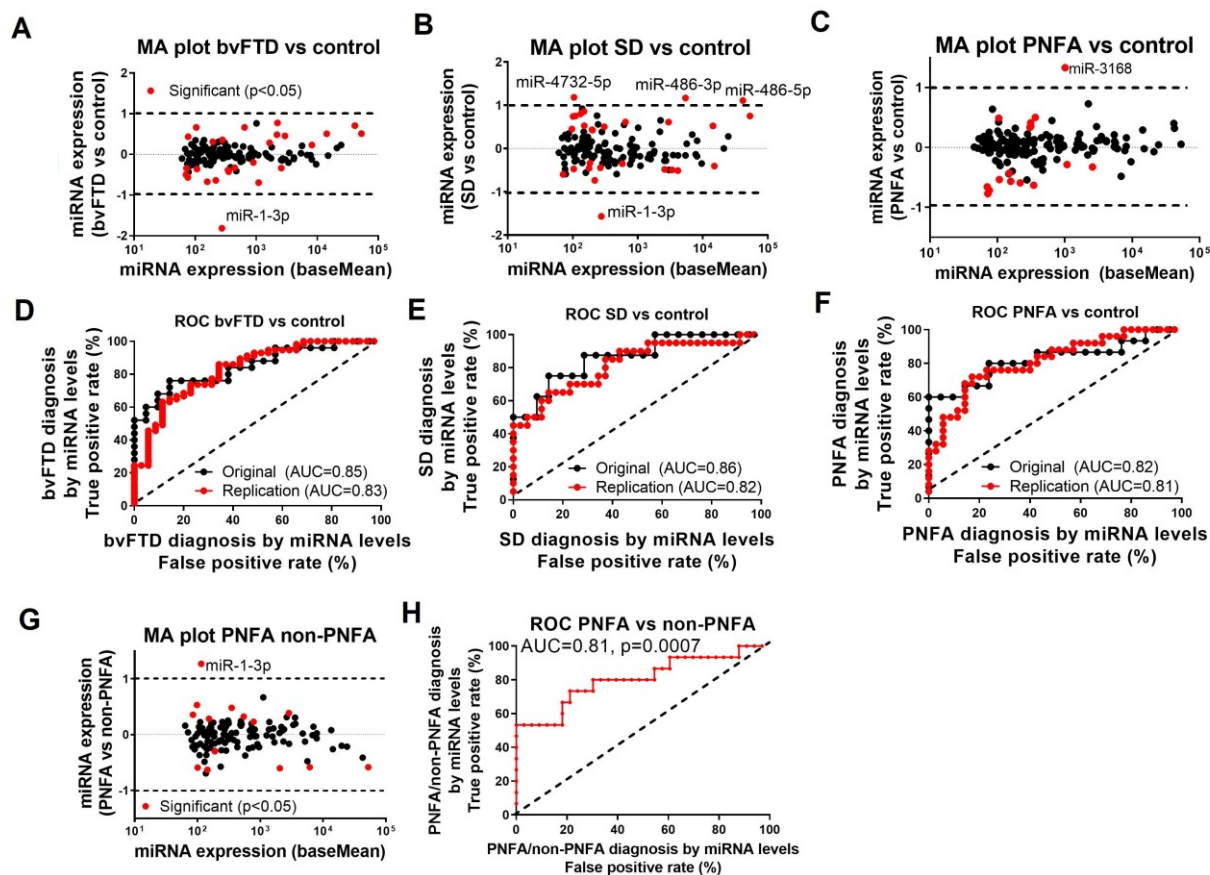 A
MA plot bvFTD vs control
miRNA expression
(bvFTD vs control)
2
1
0
-1
-2
Significant (p<0.05)
miR-1-3p
10¹ 10² 10³ 10⁴ 10⁵
miRNA expression (baseMean)
B
MA plot SD vs control
miRNA expression
(SD vs control)
2
1
0
-1
-2
miR-4732-5p
miR-486-3p
miR-486-5p
miR-1-3p
10¹ 10² 10³ 10⁴ 10⁵
miRNA expression (baseMean)
C
MA plot PNFA vs control
miRNA expression
(PNFA vs control)
1
0
-1
miR-3168
10¹ 10² 10³ 10⁴ 10⁵
miRNA expression (baseMean)
D
ROC bvFTD vs control
bvFTD diagnosis
by miRNA levels
True positive rate (%)
100
80
60
40
20
0
Original (AUC=0.85)
Replication (AUC=0.83)
0 20 40 60 80 100
bvFTD diagnosis by miRNA levels
False positive rate (%)
E
ROC SD vs control
SD diagnosis
by miRNA levels
True positive rate (%)
100
80
60
40
20
0
Original (AUC=0.86)
Replication (AUC=0.82)
0 20 40 60 80 100
SD diagnosis by miRNA levels
False positive rate (%)
F
ROC PNFA vs control
PNFA diagnosis
by miRNA levels
True positive rate (%)
100
80
60
40
20
0
Original (AUC=0.82)
Replication (AUC=0.81)
0 20 40 60 80 100
PNFA diagnosis by miRNA levels
False positive rate (%)
G
MA plot PNFA non-PNFA
miRNA expression
(PNFA vs non-PNFA)
1
0
-1
miR-1-3p
Significant (p<0.05)
10¹ 10² 10³ 10⁴ 10⁵
miRNA expression (baseMean)
H
ROC PNFA vs non-PNFA
AUC=0.81, p=0.0007
PNFA/non-PNFA diagnosis
by miRNA levels
True positive rate (%)
100
80
60
40
20
0
0 20 40 60 80 100
PNFA/non-PNFA diagnosis by miRNA levels
False positive rate (%)